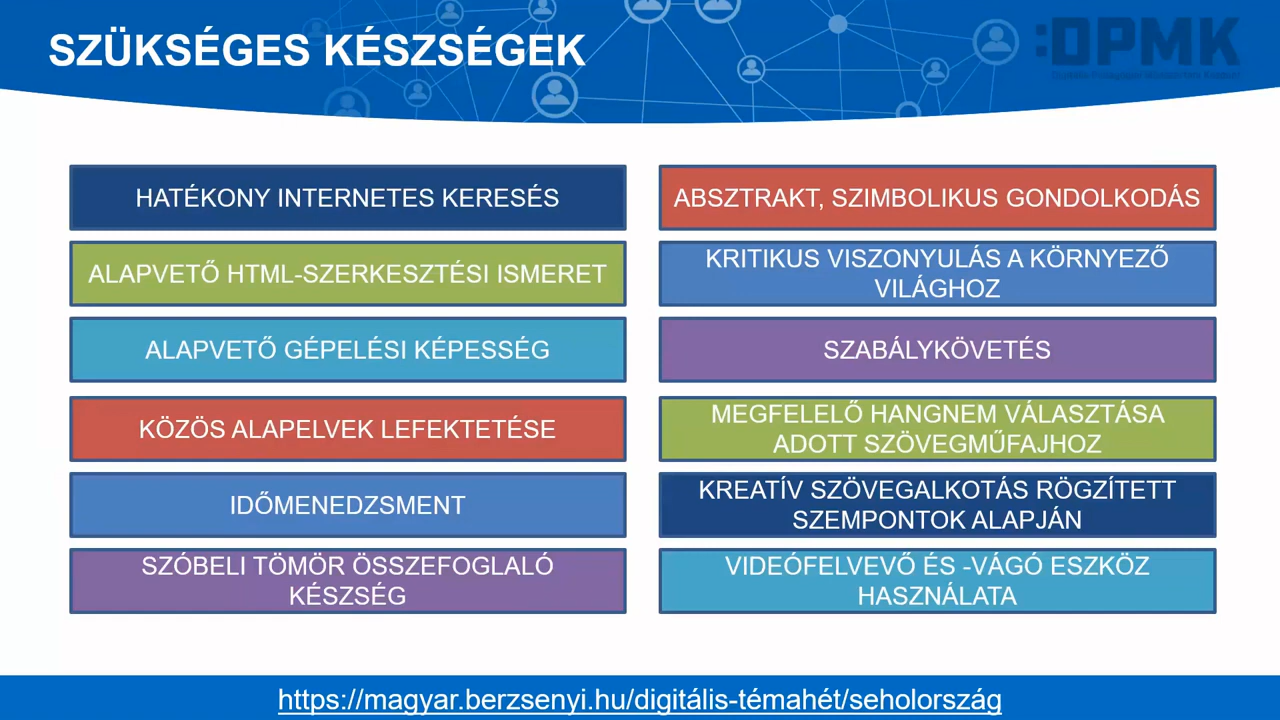 SZÜKSÉGES KÉSZSÉGEK
:DPMK
HATÉKONY INTERNETES KERESÉS
ALAPVETŐ HTML-SZERKESZTÉSI ISMERET
ALAPVETŐ GÉPELÉSI KÉPESSÉG
KÖZÖS ALAPELVEK LEFEKTETÉSE
IDŐMENEDZSMENT
SZÓBELI TÖMÖR ÖSSZEFOGLALÓ
KÉSZSÉG
ABSZTRAKT, SZIMBOLIKUS GONDOLKODÁS
KRITIKUS VISZONYULÁS A KÖRNYEZŐ
VILÁGHOZ
SZABÁLYKÖVETÉS
MEGFELELŐ HANGNEM VÁLASZTÁSA
ADOTT SZÖVEGMŰFAJHOZ
KREATÍV SZÖVEGALKOTÁS RÖGZÍTETT
SZEMPONTOK ALAPJÁN
VIDEÓFELVEVŐ ÉS -VÁGÓ ESZKÖZ
HASZNÁLATA
https://magyar.berzsenyi.hu/digitális-témahét/seholország